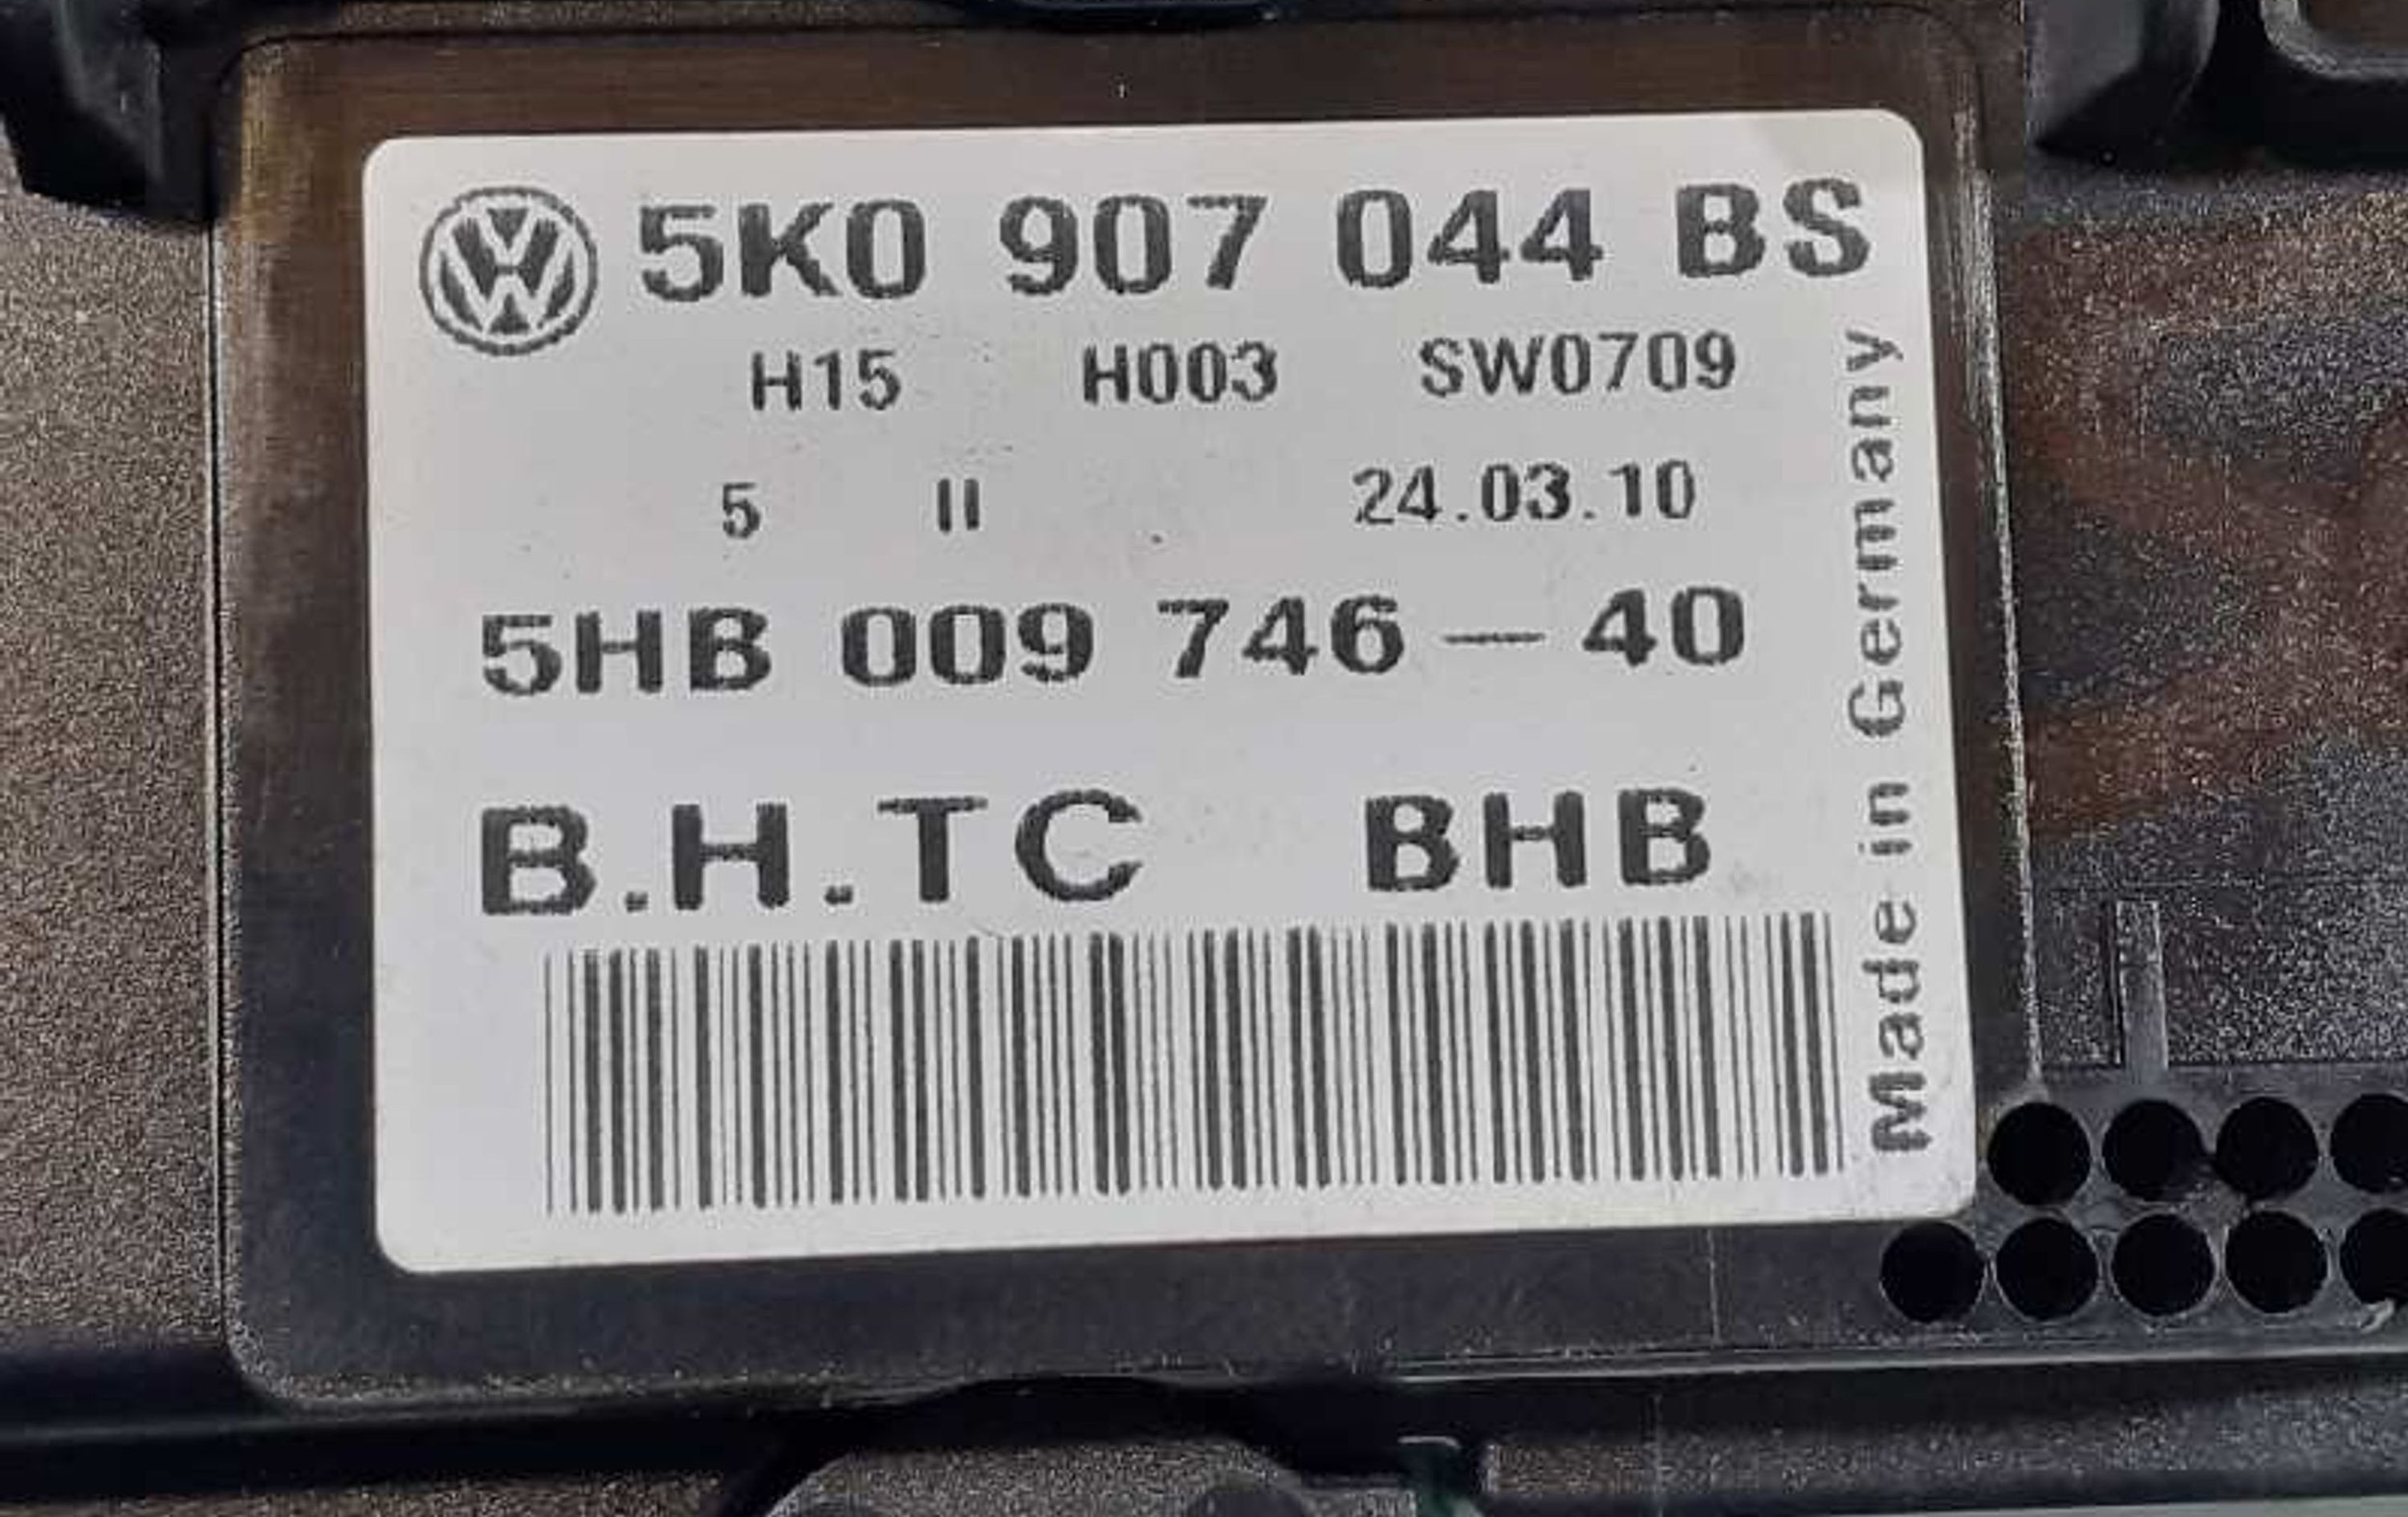 5K0 907 044 BS
H15 H003 SW0709
5 II 24.03.10
5HB 009 746-40
B.H.TC BHB
Made in Germany